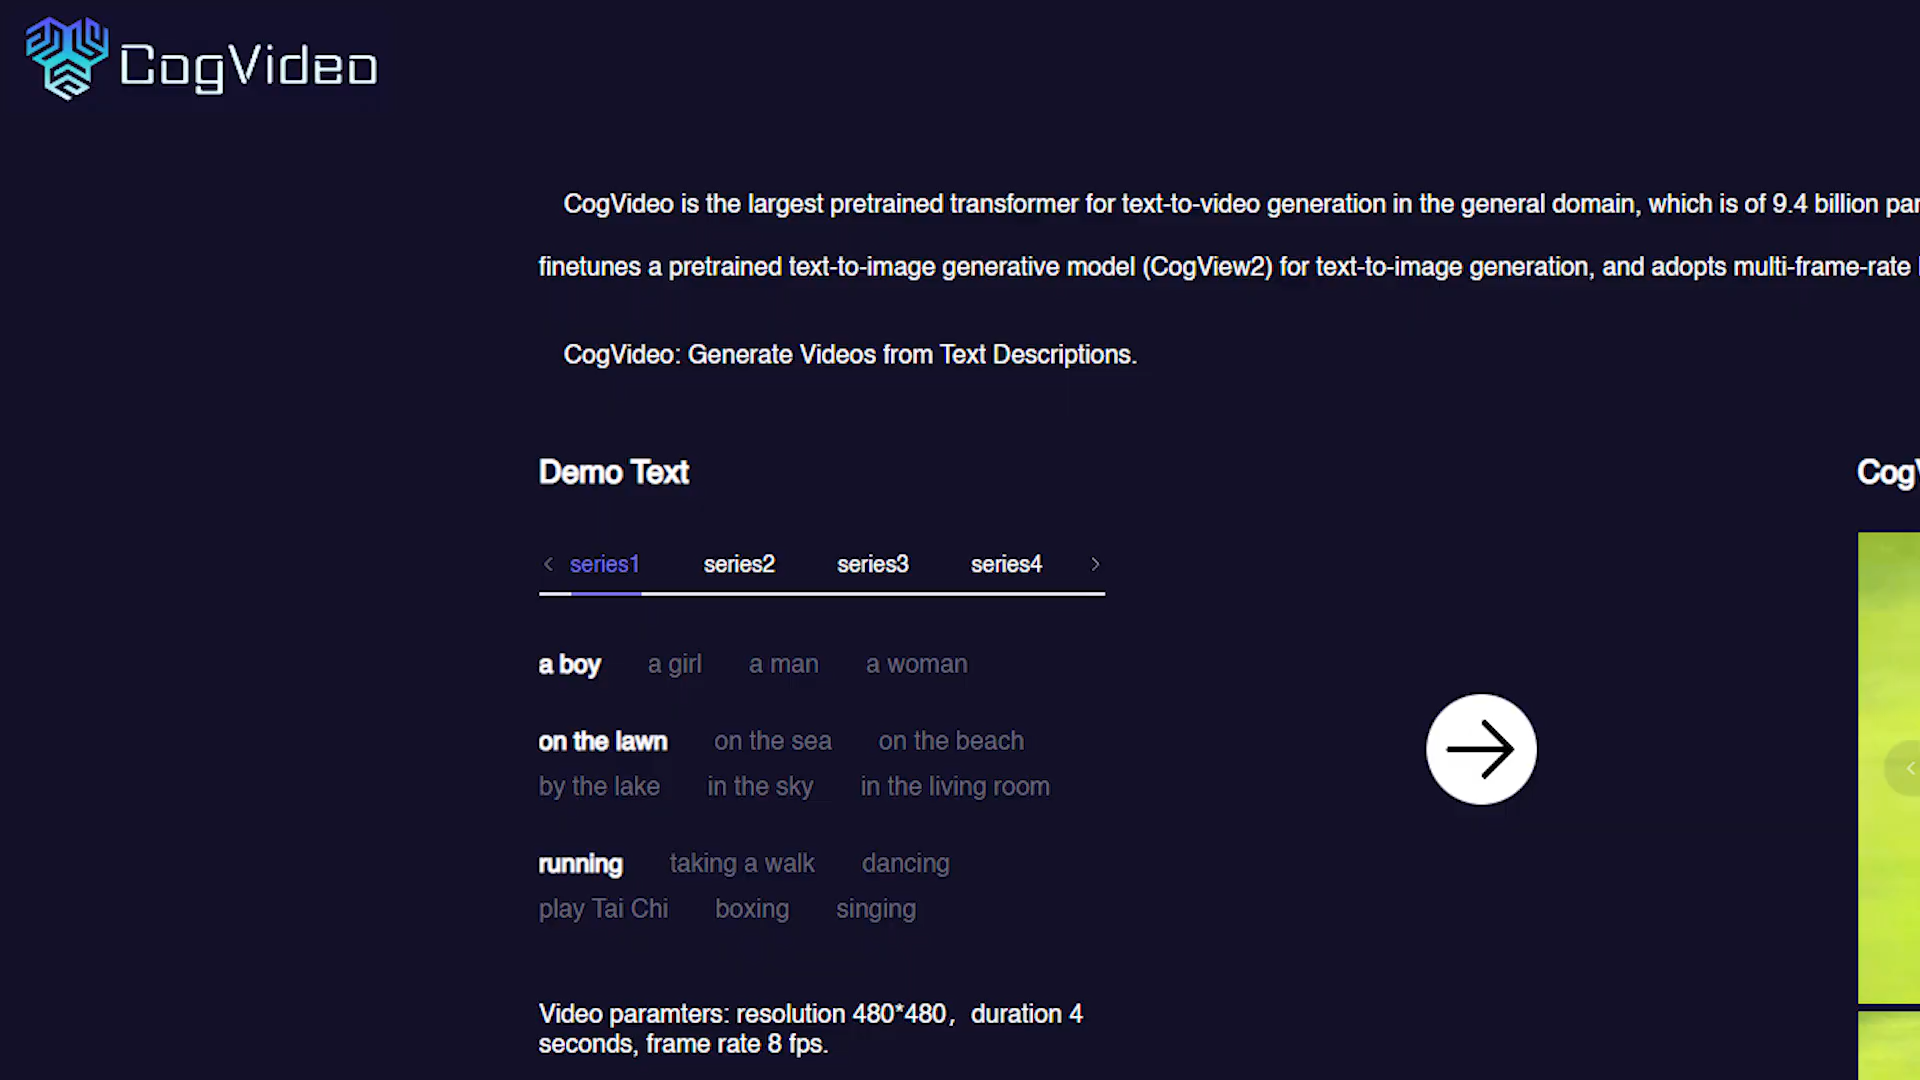 CogVideo
CogVideo is the largest pretrained transformer for text-to-video generation in the general domain, which is of 9.4 billion
finetunes a pretrained text-to-image generative model (CogView2) for text-to-image generation, and adopts multi-frame-rate
CogVideo: Generate Videos from Text Descriptions.
Demo Text
series1 series2 series3 series4
a boy a girl a man a woman
on the lawn on the sea on the beach
by the lake in the sky in the living room
running taking a walk dancing
play Tai Chi boxing singing
Video paramters: resolution 480*480, duration 4
seconds, frame rate 8 fps.